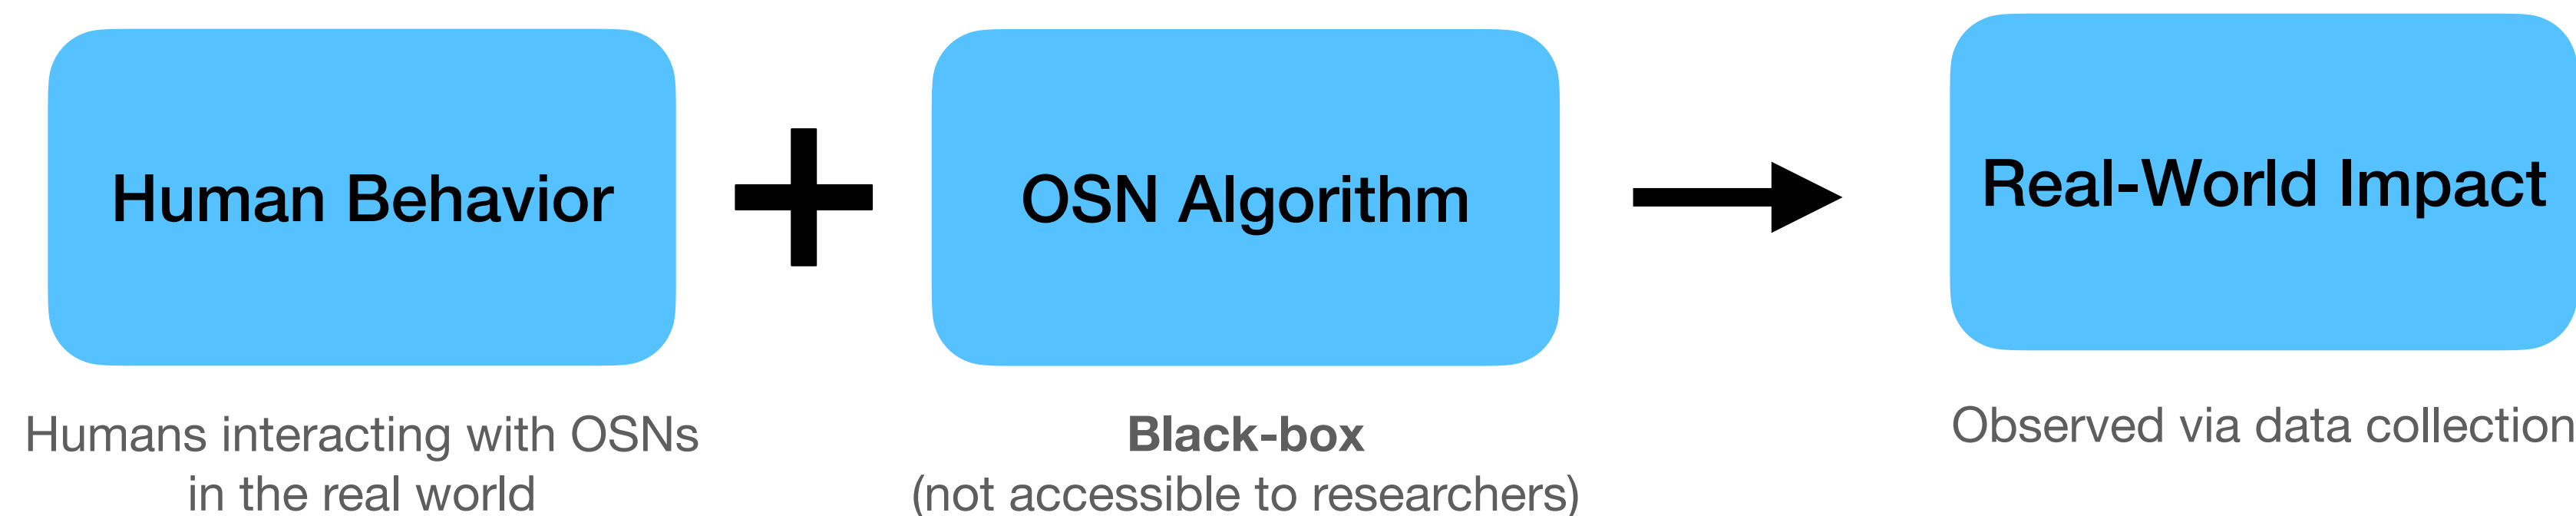 Human Behavior
OSN Algorithm
Real-World Impact
Humans interacting with OSNs
in the real world
Black-box
(not accessible to researchers)
Observed via data collection